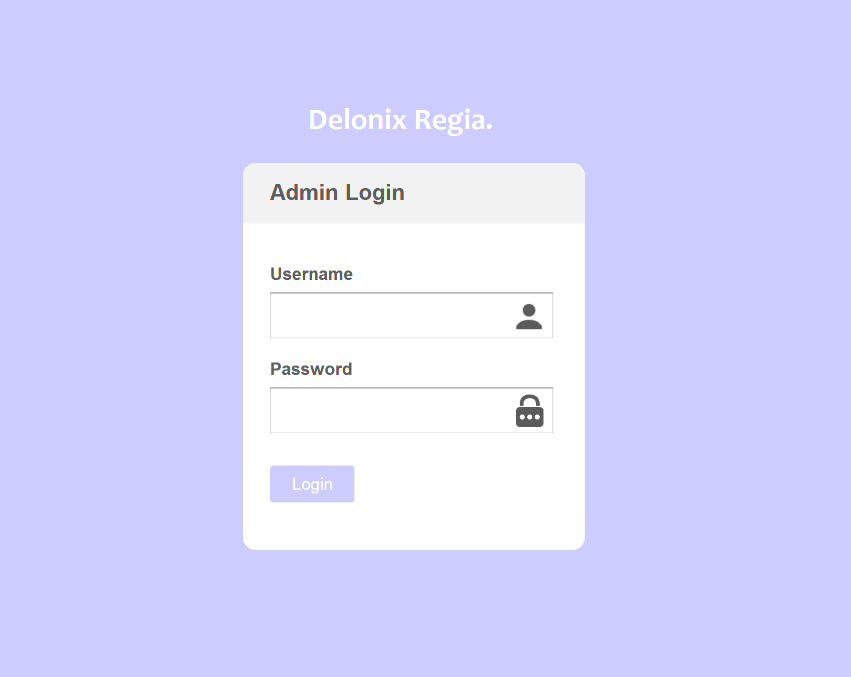 Delonix Regia.
Admin Login
Username
Password
Login